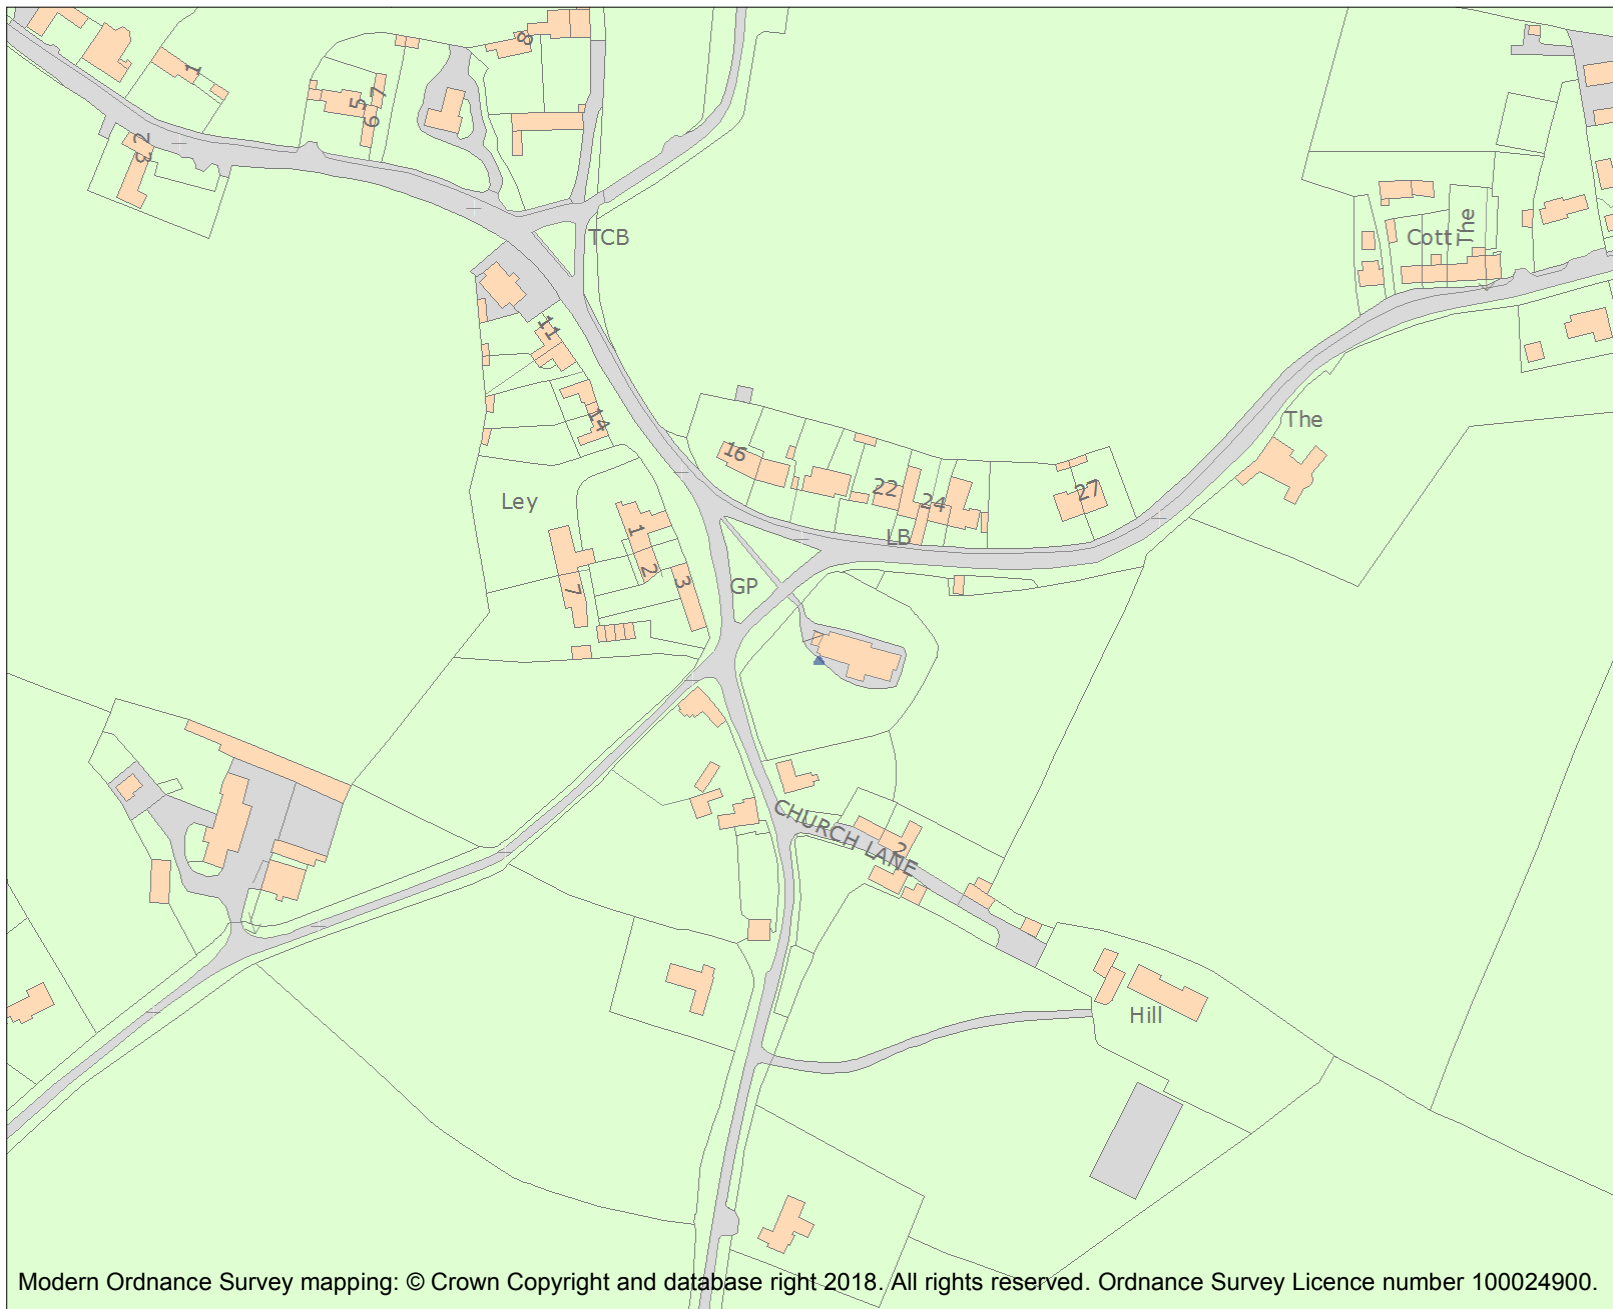 8
1
5
7
6
2
3
TCB
The
Cott
11
14
The
16
22
24
27
Ley
LB
1
2
3
7
GP
CHURCH LANE
2
Hill
Modern Ordnance Survey mapping: © Crown Copyright and database right 2018. All rights reserved. Ordnance Survey Licence number 100024900.